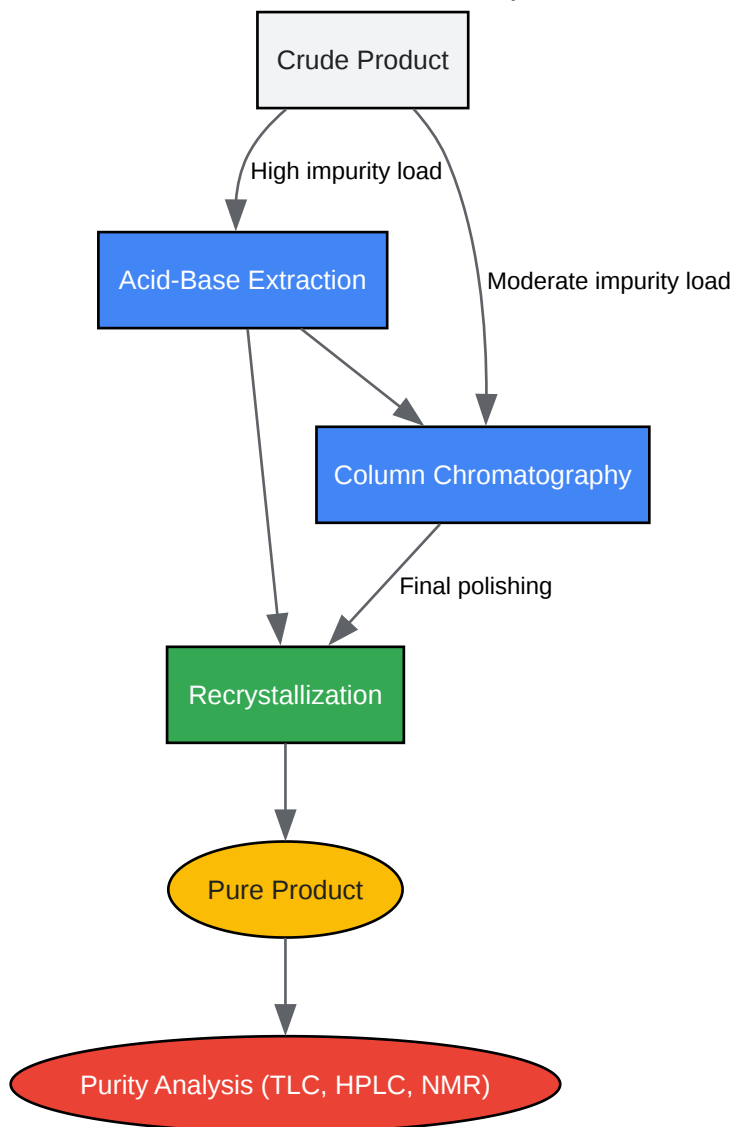 Crude Product
High impurity load
Acid-Base Extraction
Moderate impurity load
Column Chromatography
Final polishing
Recrystallization
Pure Product
Purity Analysis (TLC, HPLC, NMR)